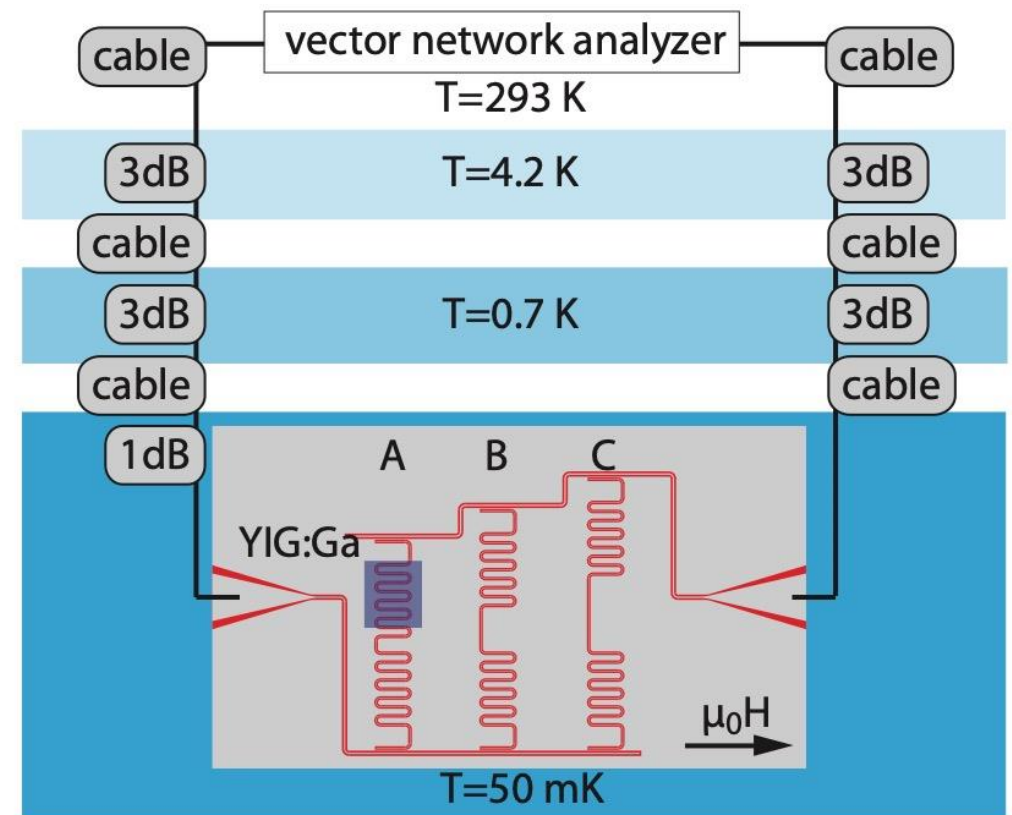 cable
vector network analyzer
cable
T=293 K
3dB
T=4.2 K
3dB
cable
cable
3dB
T=0.7 K
3dB
cable
cable
1dB
A
B
C
YIG:Ga
μ₀H
T=50 mK